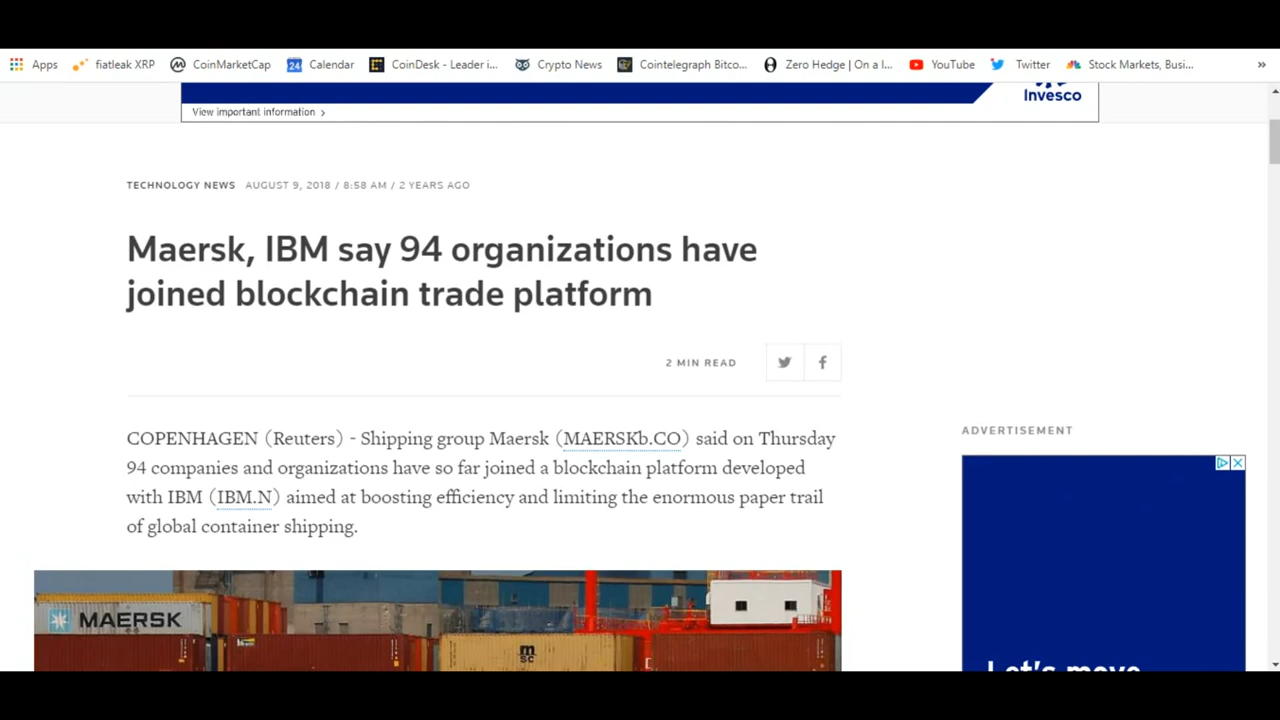 Apps fiatleak XRP CoinMarketCap 24 Calendar CoinDesk - Leader i... Crypto News Cointelegraph Bitco... Zero Hedge | On a l... YouTube Twitter Stock Markets, Busi... »
Invesco
View important information ›
TECHNOLOGY NEWS AUGUST 9, 2018 / 8:58 AM / 2 YEARS AGO
Maersk, IBM say 94 organizations have
joined blockchain trade platform
2 MIN READ
COPENHAGEN (Reuters) - Shipping group Maersk (MAERSKb.CO) said on Thursday
94 companies and organizations have so far joined a blockchain platform developed
with IBM (IBM.N) aimed at boosting efficiency and limiting the enormous paper trail
of global container shipping.
ADVERTISEMENT
MAERSK
msc
Let's move